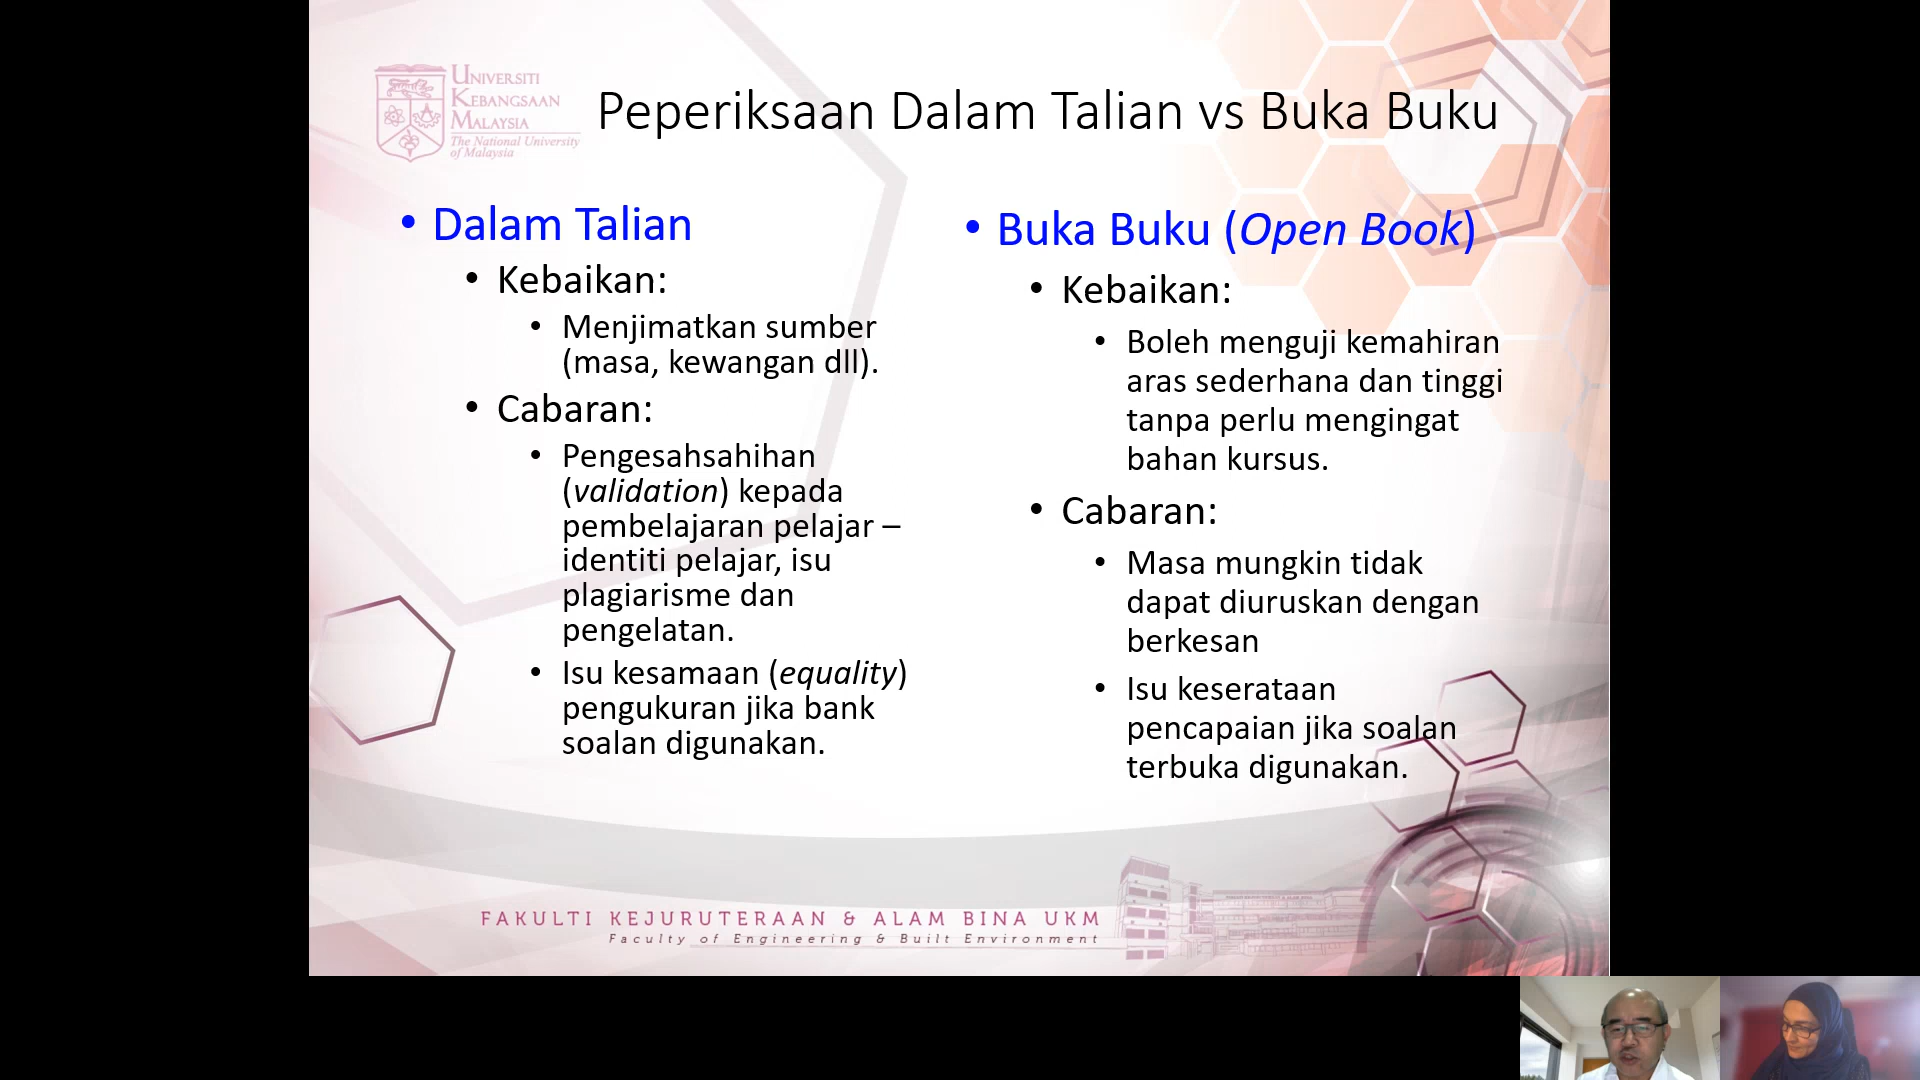 UNIVERSITI
KEBANGSAAN
MALAYSIA
The National University
of Malaysia
Peperiksaan Dalam Talian vs Buka Buku
• Dalam Talian
• Kebaikan:
• Menjimatkan sumber
(masa, kewangan dll).
• Cabaran:
• Pengesahsahihan
(validation) kepada
pembelajaran pelajar –
identiti pelajar, isu
plagiarisme dan
pengelatan.
• Isu kesamaan (equality)
pengukuran jika bank
soalan digunakan.
• Buka Buku (Open Book)
• Kebaikan:
• Boleh menguji kemahiran
aras sederhana dan tinggi
tanpa perlu mengingat
bahan kursus.
• Cabaran:
• Masa mungkin tidak
dapat diuruskan dengan
berkesan
• Isu keserataan
pencapaian jika soalan
terbuka digunakan.
FAKULTI KEJURUTERAAN & ALAM BINA UKM
Faculty of Engineering & Built Environment